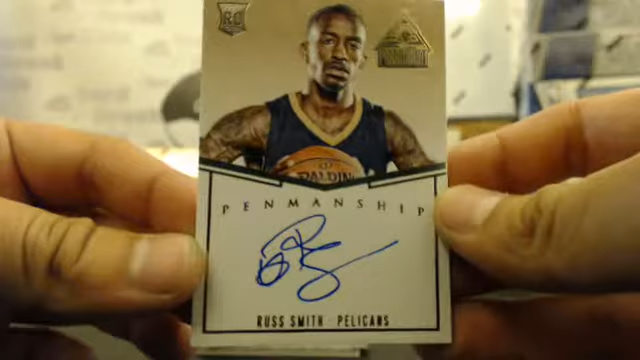 RC
SPALDING
PENMANSHIP
RUSS SMITH - PELICANS